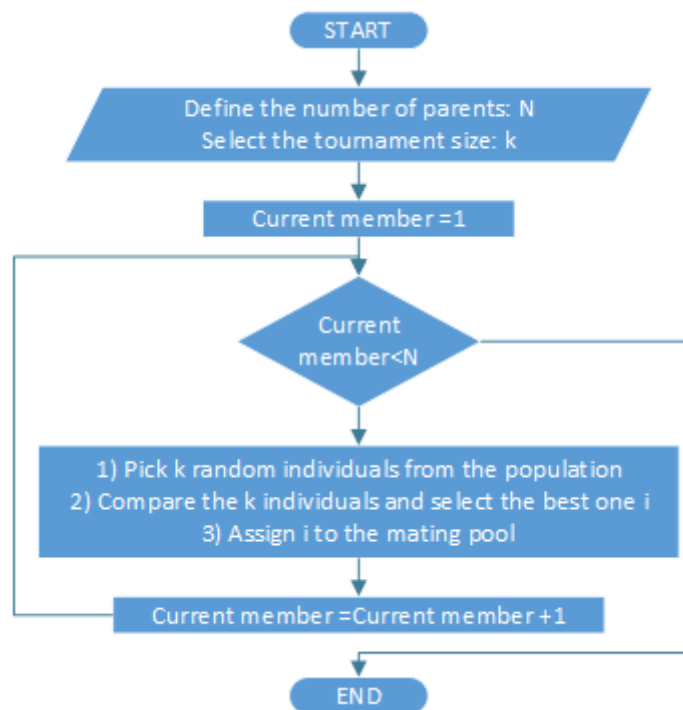 START
Define the number of parents: N
Select the tournament size: k
Current member =1
Current
member<N
1) Pick k random individuals from the population
2) Compare the k individuals and select the best one i
3) Assign i to the mating pool
Current member =Current member +1
END